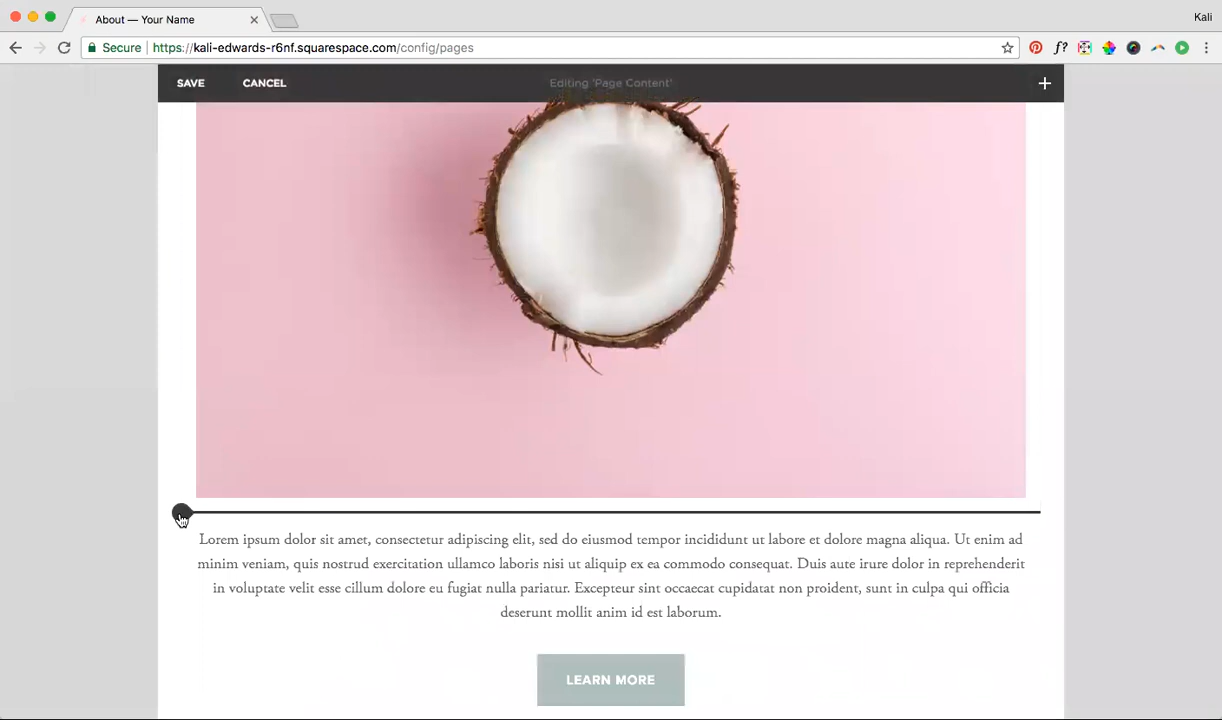 About — Your Name
Kali
Secure https://kali-edwards-r6nf.squarespace.com/config/pages
f?
SAVE CANCEL Editing 'Page Content'
Lorem ipsum dolor sit amet, consectetur adipiscing elit, sed do eiusmod tempor incididunt ut labore et dolore magna aliqua. Ut enim ad
minim veniam, quis nostrud exercitation ullamco laboris nisi ut aliquip ex ea commodo consequat. Duis aute irure dolor in reprehenderit
in voluptate velit esse cillum dolore eu fugiat nulla pariatur. Excepteur sint occaecat cupidatat non proident, sunt in culpa qui officia
deserunt mollit anim id est laborum.
LEARN MORE